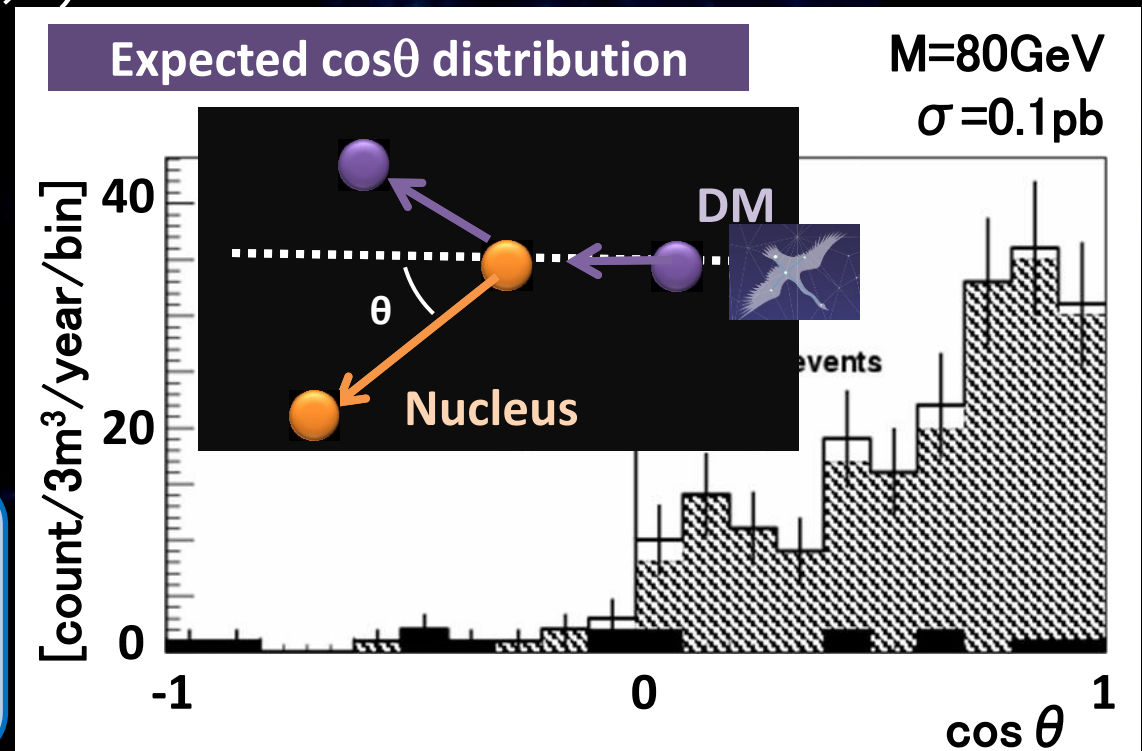 Expected cosθ distribution
M=80GeV
σ=0.1pb
[count/3m³/year/bin]
40
20
0
DM
θ
Nucleus
events
-1
0
1
cos θ